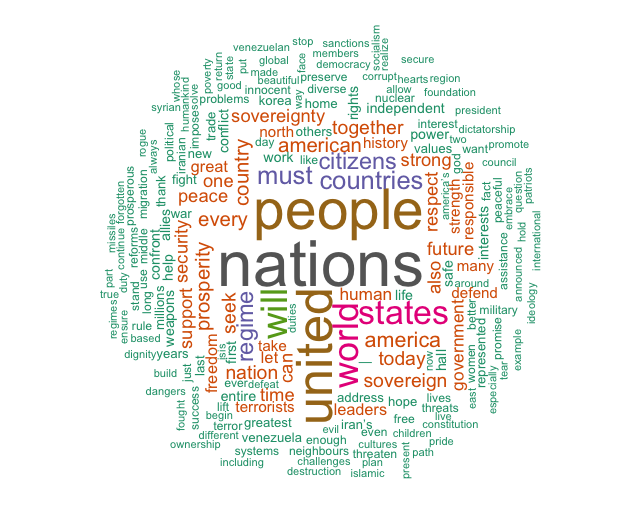 nations
people
united
world
states
will
must
countries
citizens
regime
together
american
sovereignty
country
north
history
strong
respect
strength
responsible
government
future
also
many
defend
human
america
today
sovereign
leaders
time
can
take
let
nation
terrorists
freedom
seek
prosperity
support
security
every
peace
one
great
venezuelan
stop
sanctions
global
members
socialism
realize
secure
face
democracy
made
beautiful
preserve
corrupt
hearts
region
put
state
return
good
poverty
whose
humankind
innocent
way
diverse
allow
foundation
problems
korea
home
rights
nuclear
independent
president
syrian
imposes
solve
trade
conflict
others
power
interest
two
dictatorship
values
want
promote
day
new
iranian
political
rogue
always
work
like
god
america's
council
fight
thank
migration
prosperous
forgotten
war
allies
confront
middle
reforms
continue
missiles
help
millions
weapons
use
long
stand
duty
part
true
regimes
ensure
rule
based
dignity
years
build
dangers
just
last
first
duties
isis
life
safe
around
interests
fact
peaceful
embrace
question
patriots
assistance
announced
hold
international
ideology
military
better
promise
represented
women
east
example
tear
especially
hall
now
—
ever
defeat
entire
address
hope
lives
threats
live
constitution
success
fought
lift
begin
terror
greatest
iran's
free
evil
even
children
pride
different
ownership
venezuela
enough
cultures
systems
neighbours
threaten
path
present
including
challenges
plan
destruction
islamic